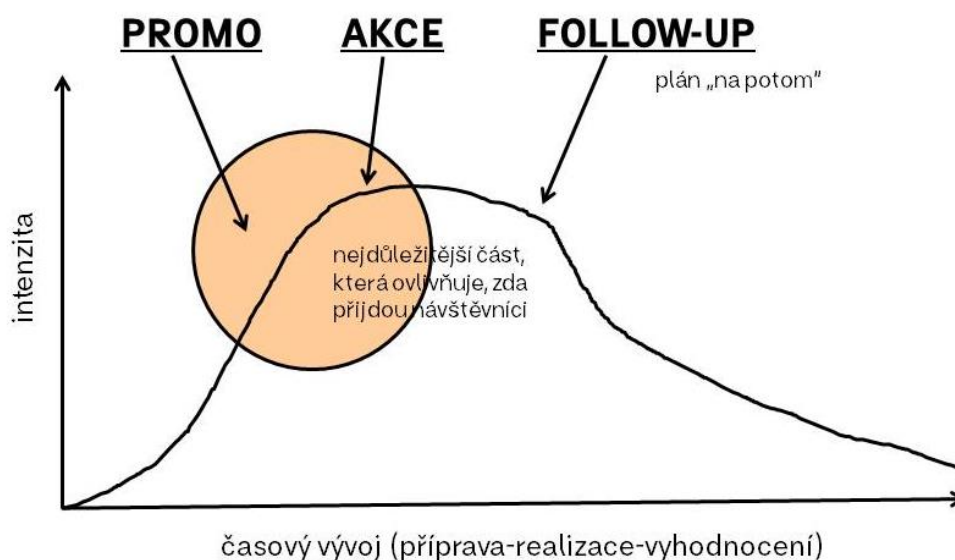 PROMO AKCE FOLLOW-UP
plán „na potom"
intenzita
nejdůležitější část,
která ovlivňuje, zda
přijdou návštěvníci
časový vývoj (příprava-realizace-vyhodnocení)